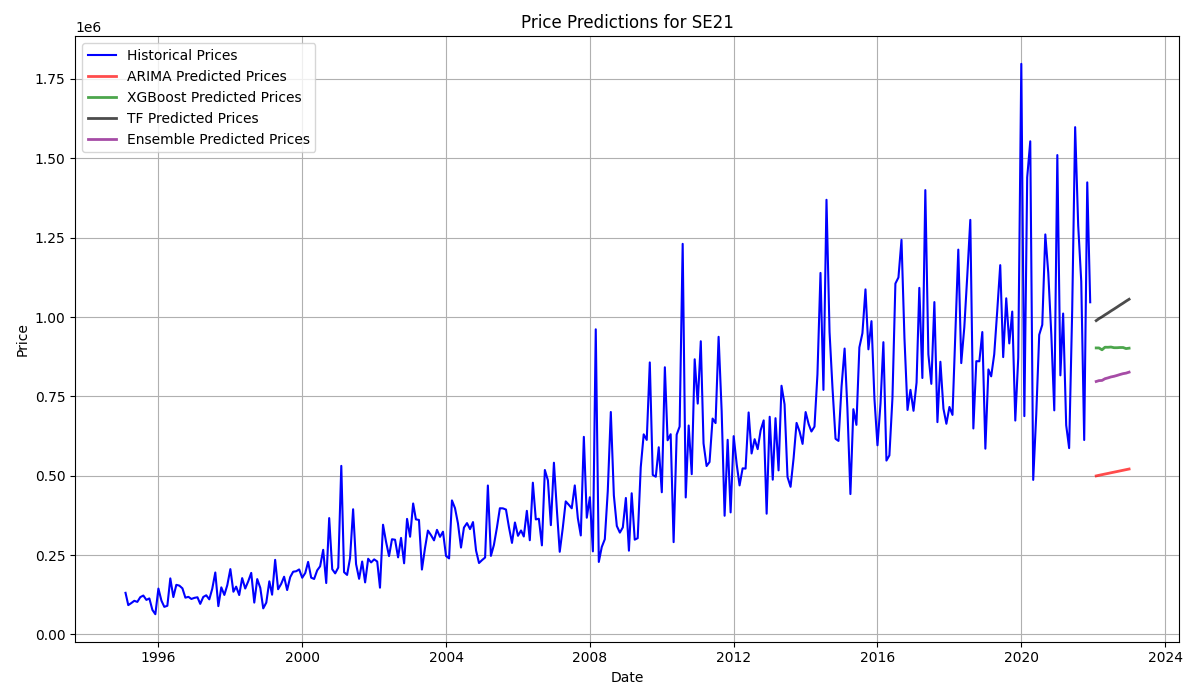 Price Predictions for SE21
1e6
Historical Prices
ARIMA Predicted Prices
XGBoost Predicted Prices
TF Predicted Prices
Ensemble Predicted Prices
1.75
1.50
1.25
1.00
0.75
0.50
0.25
0.00
Price
1996 2000 2004 2008 2012 2016 2020 2024
Date